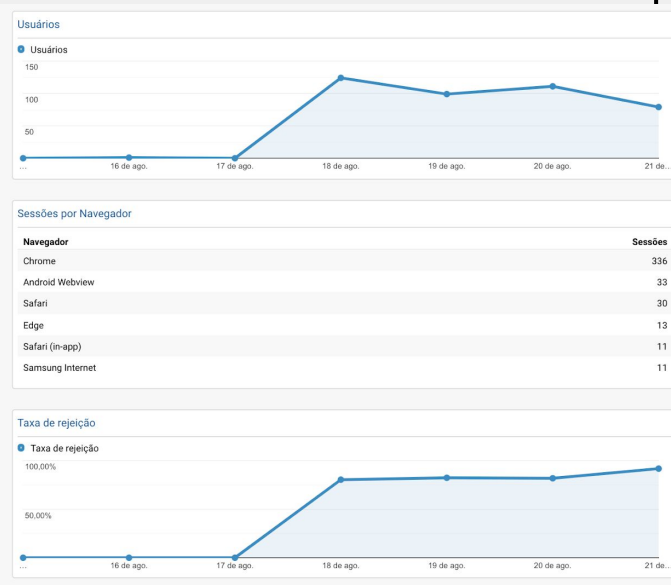 Usuários
Usuários
150
100
50
... 16 de ago. 17 de ago. 18 de ago. 19 de ago. 20 de ago. 21 de...
Sessões por Navegador
Navegador Sessões
Chrome 336
Android Webview 33
Safari 30
Edge 13
Safari (in-app) 11
Samsung Internet 11
Taxa de rejeição
Taxa de rejeição
100,00%
50,00%
... 16 de ago. 17 de ago. 18 de ago. 19 de ago. 20 de ago. 21 de...